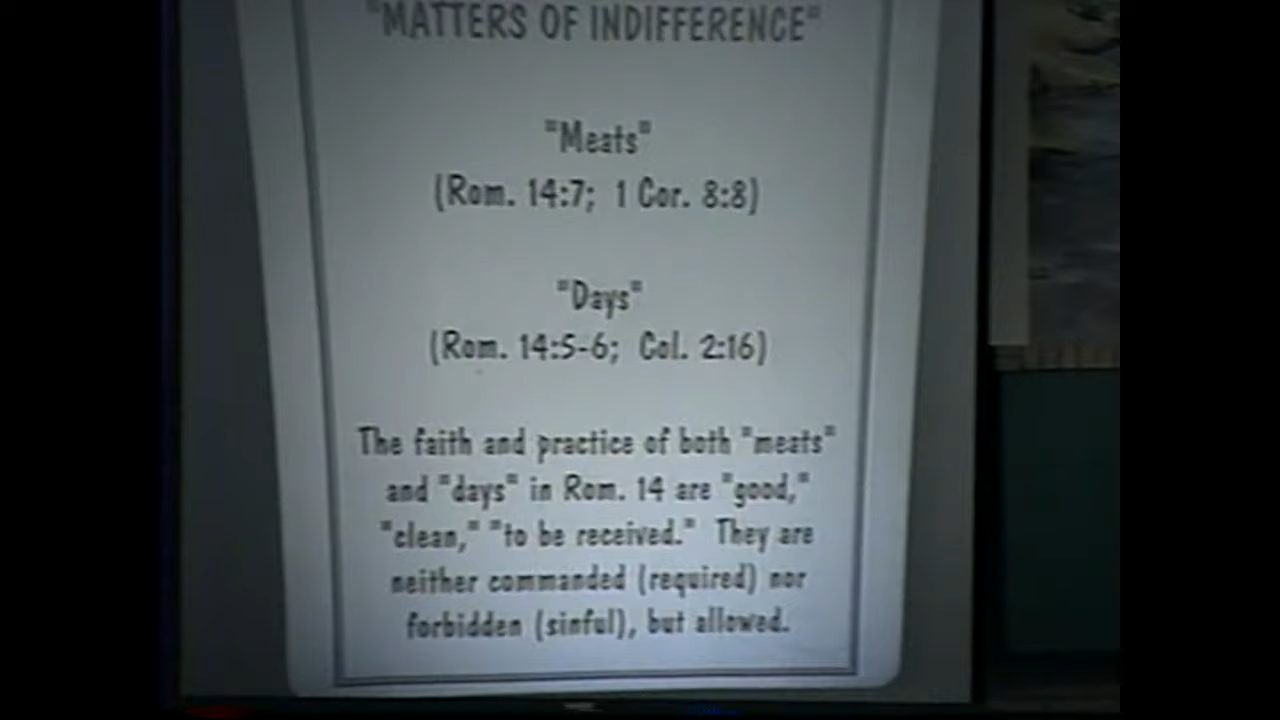 "MATTERS OF INDIFFERENCE"
"Meats"
(Rom. 14:7; 1 Cor. 8:8)
"Days"
(Rom. 14:5-6; Col. 2:16)
The faith and practice of both "meats"
and "days" in Rom. 14 are "good,"
"clean," "to be received." They are
neither commanded (required) nor
forbidden (sinful), but allowed.